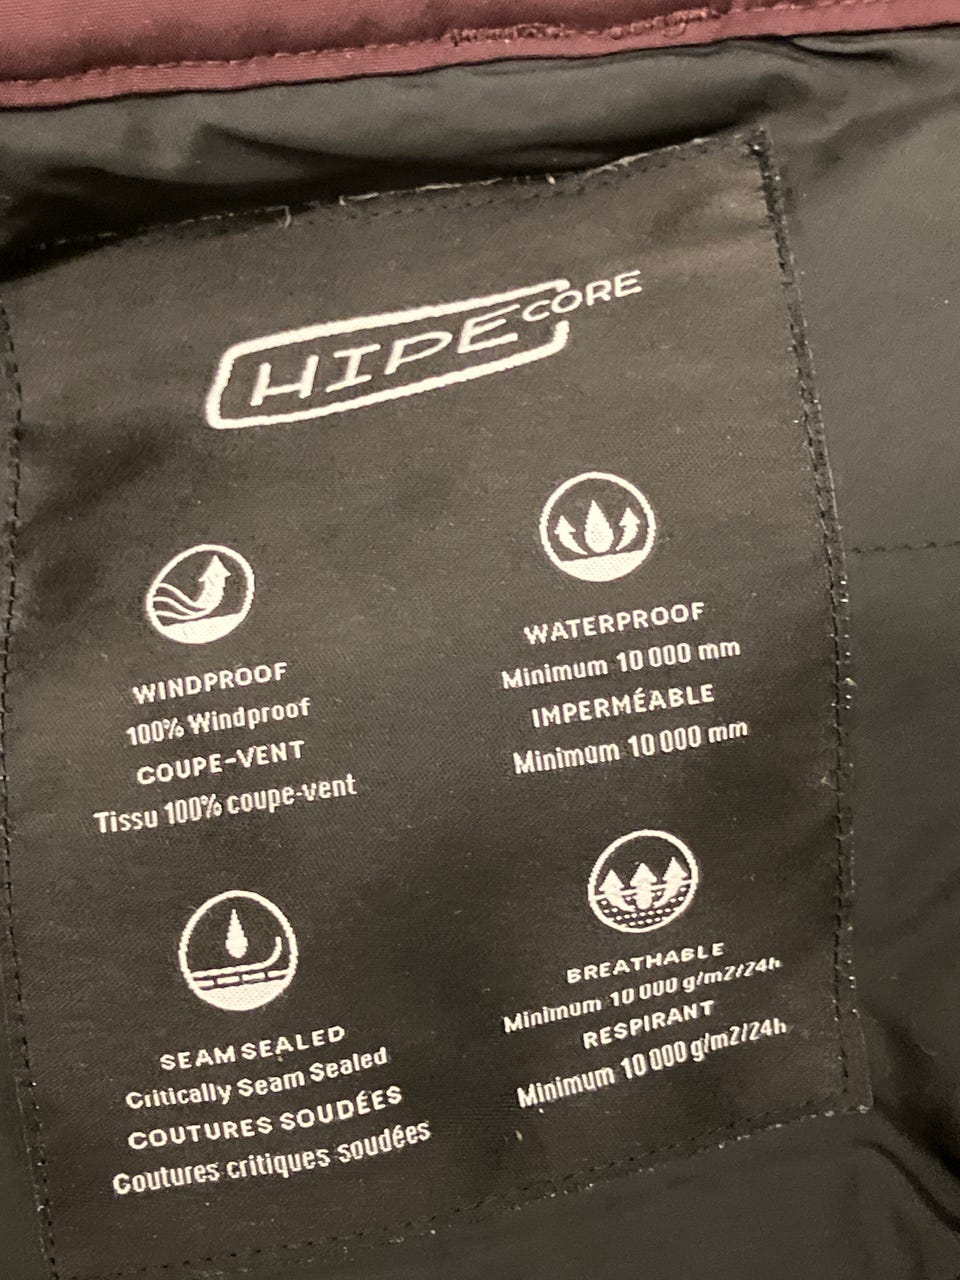 HIPE CORE
WINDPROOF
100% Windproof
COUPE-VENT
Tissu 100% coupe-vent
WATERPROOF
Minimum 10 000 mm
IMPERMÉABLE
Minimum 10 000 mm
SEAM SEALED
Critically Seam Sealed
COUTURES SOUDÉES
Coutures critiques soudées
BREATHABLE
Minimum 10 000 g/m2/24h
RESPIRANT
Minimum 10 000 g/m2/24h